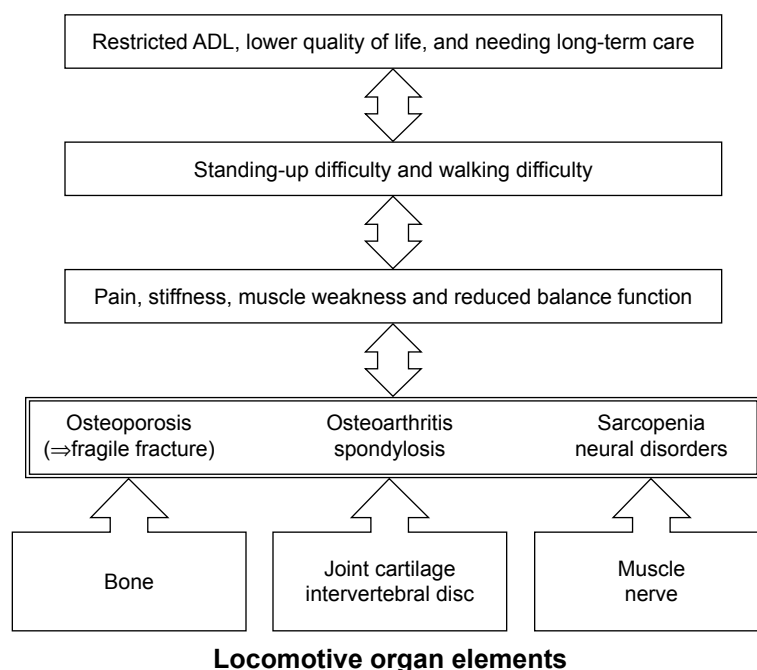 Restricted ADL, lower quality of life, and needing long-term care
Standing-up difficulty and walking difficulty
Pain, stiffness, muscle weakness and reduced balance function
Osteoporosis
(⇒fragile fracture)
Osteoarthritis
spondylosis
Sarcopenia
neural disorders
Bone
Joint cartilage
intervertebral disc
Muscle
nerve
Locomotive organ elements